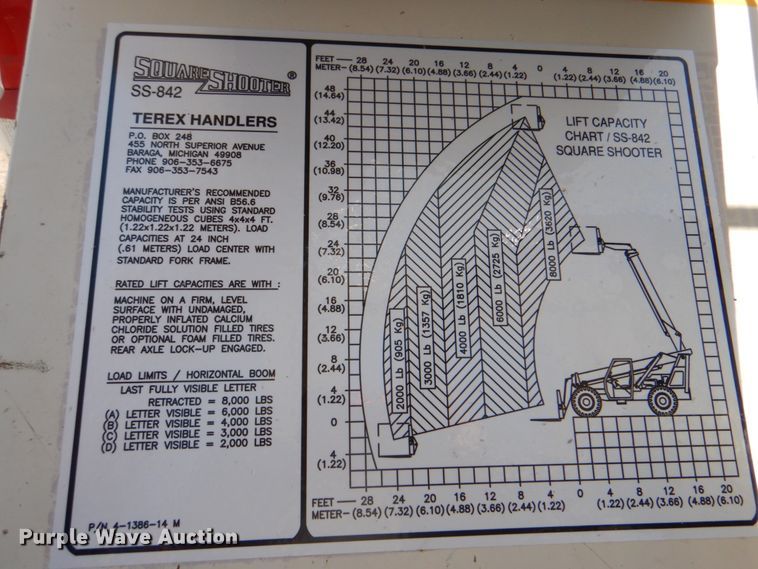 SQUARE SHOOTER ®
SS-842
TEREX HANDLERS
P.O. BOX 248
455 NORTH SUPERIOR AVENUE
BARAGA, MICHIGAN 49908
PHONE 906-353-6675
FAX 906-353-7543
MANUFACTURER'S RECOMMENDED
CAPACITY IS PER ANSI B56.6
STABILITY TESTS USING STANDARD
HOMOGENEOUS CUBES 4x4x4 FT.
(1.22x1.22x1.22 METERS). LOAD
CAPACITIES AT 24 INCH
(.61 METERS) LOAD CENTER WITH
STANDARD FORK FRAME.
RATED LIFT CAPACITIES ARE WITH :
MACHINE ON A FIRM, LEVEL
SURFACE WITH UNDAMAGED,
PROPERLY INFLATED CALCIUM
CHLORIDE SOLUTION FILLED TIRES
OR OPTIONAL FOAM FILLED TIRES.
REAR AXLE LOCK-UP ENGAGED.
LOAD LIMITS / HORIZONTAL BOOM
LAST FULLY VISIBLE LETTER
RETRACTED = 8,000 LBS
(A) LETTER VISIBLE = 6,000 LBS
(B) LETTER VISIBLE = 4,000 LBS
(C) LETTER VISIBLE = 3,000 LBS
(D) LETTER VISIBLE = 2,000 LBS
P/N 4-1386-14 M
FEET 28 24 20 16 12 8 4 0 4 8 12 16 20
METER (8.54) (7.32) (6.10) (4.88) (3.66) (2.44) (1.22) (1.22) (2.44) (3.66) (4.88) (6.10)
48
(14.64)
44
(13.42)
40
(12.20)
36
(10.98)
32
(9.78)
28
(8.54)
24
(7.32)
20
(6.10)
16
(4.88)
12
(3.66)
8
(2.44)
4
(1.22)
0
4
(1.22)
LIFT CAPACITY
CHART / SS-842
SQUARE SHOOTER
2000 Lb (905 Kg)
3000 Lb (1357 Kg)
4000 Lb (1810 Kg)
6000 Lb (2725 Kg)
8000 Lb (3620 Kg)
FEET 28 24 20 16 12 8 4 0 4 8 12 16 20
METER (8.54) (7.32) (6.10) (4.88) (3.66) (2.44) (1.22) (1.22) (2.44) (3.66) (4.88) (6.10)
Purple Wave Auction